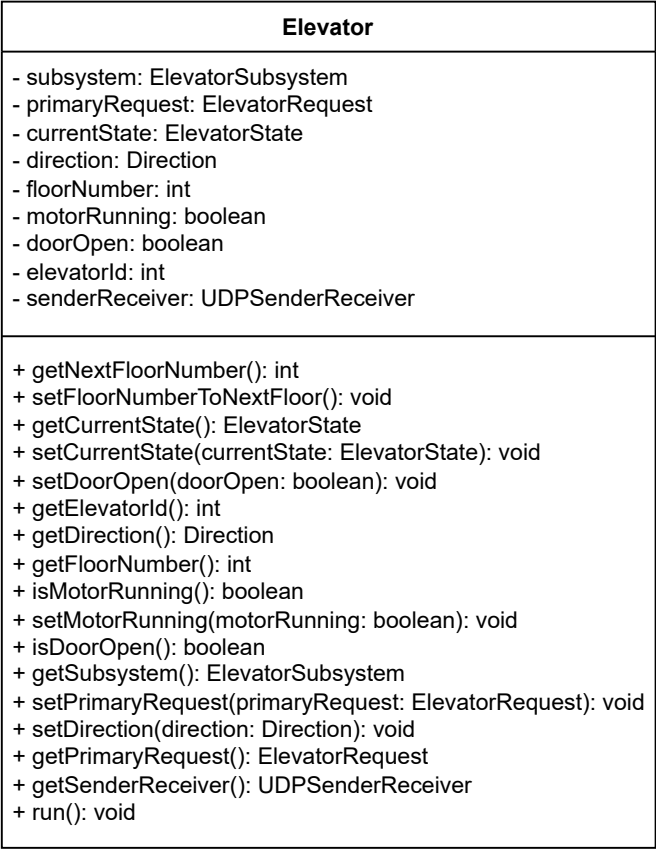 Elevator
- subsystem: ElevatorSubsystem
- primaryRequest: ElevatorRequest
- currentState: ElevatorState
- direction: Direction
- floorNumber: int
- motorRunning: boolean
- doorOpen: boolean
- elevatorId: int
- senderReceiver: UDPSenderReceiver
+ getNextFloorNumber(): int
+ setFloorNumberToNextFloor(): void
+ getCurrentState(): ElevatorState
+ setCurrentState(currentState: ElevatorState): void
+ setDoorOpen(doorOpen: boolean): void
+ getElevatorId(): int
+ getDirection(): Direction
+ getFloorNumber(): int
+ isMotorRunning(): boolean
+ setMotorRunning(motorRunning: boolean): void
+ isDoorOpen(): boolean
+ getSubsystem(): ElevatorSubsystem
+ setPrimaryRequest(primaryRequest: ElevatorRequest): void
+ setDirection(direction: Direction): void
+ getPrimaryRequest(): ElevatorRequest
+ getSenderReceiver(): UDPSenderReceiver
+ run(): void